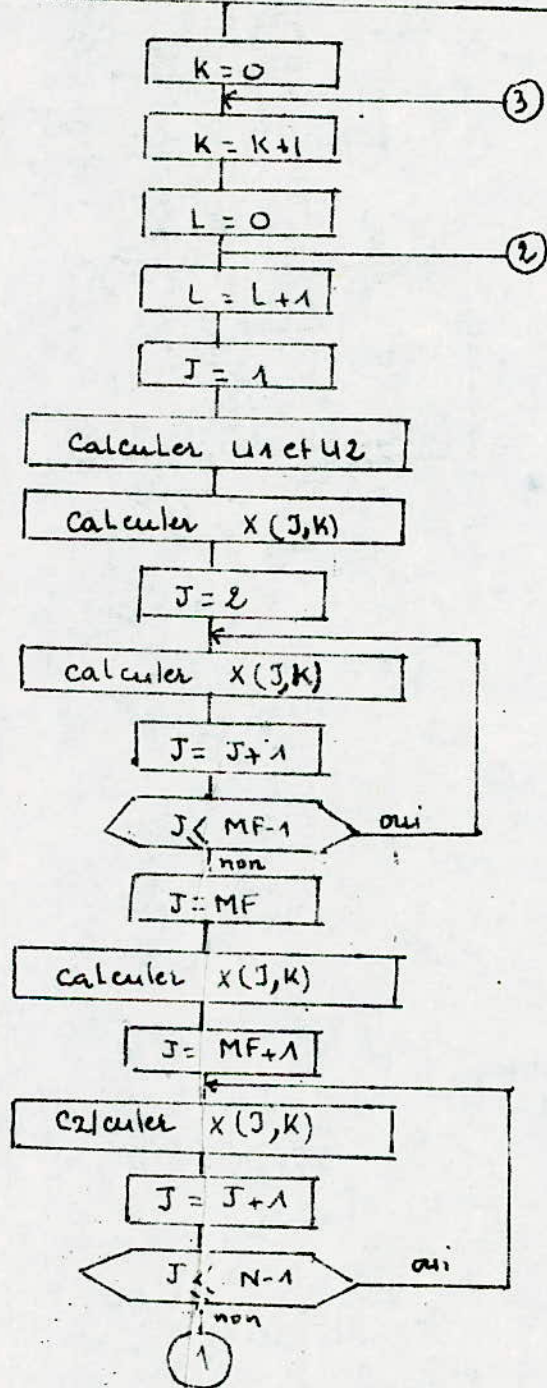 K = 0
3
K = K+1
L = 0
2
L = L+1
J = 1
Calculer U1 et U2
Calculer X(J,K)
J = 2
Calculer X(J,K)
J = J+1
J ≤ MF-1 oui
non
J = MF
Calculer X(J,K)
J = MF+1
Calculer X(J,K)
J = J+1
J ≤ N-1 oui
non
1